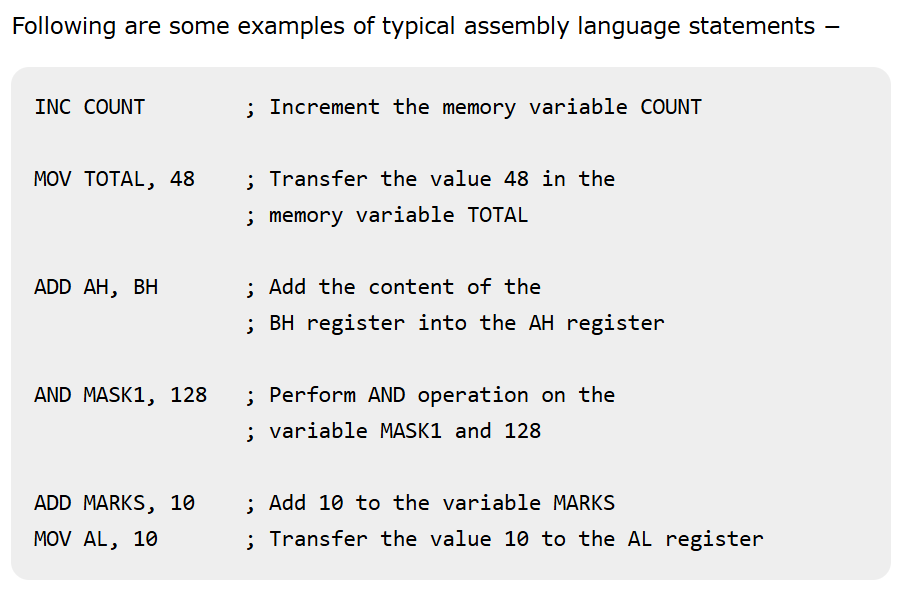 Following are some examples of typical assembly language statements −
INC COUNT        ; Increment the memory variable COUNT
MOV TOTAL, 48    ; Transfer the value 48 in the
                 ; memory variable TOTAL
ADD AH, BH       ; Add the content of the
                 ; BH register into the AH register
AND MASK1, 128   ; Perform AND operation on the
                 ; variable MASK1 and 128
ADD MARKS, 10    ; Add 10 to the variable MARKS
MOV AL, 10       ; Transfer the value 10 to the AL register